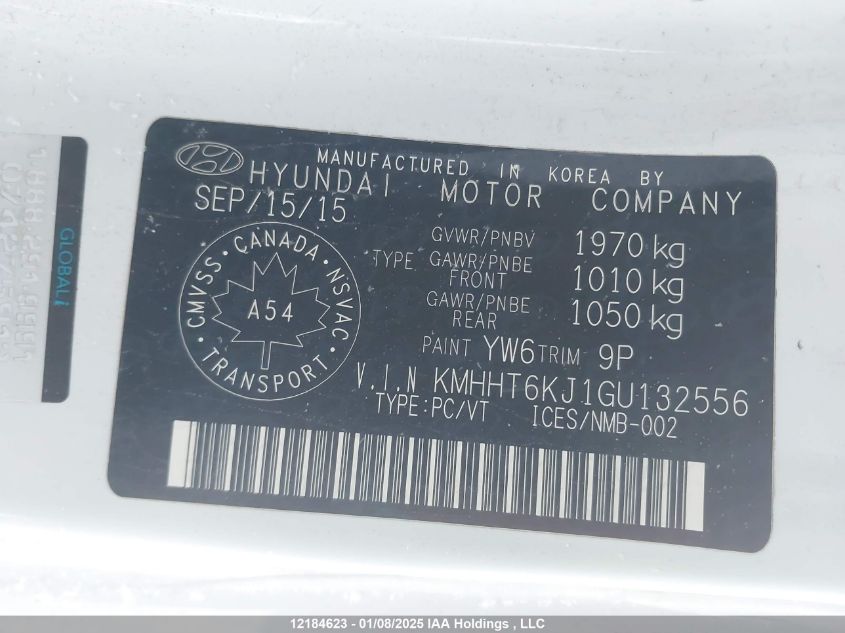 MANUFACTURED IN KOREA BY
HYUNDAI MOTOR COMPANY
SEP/15/15
GVWR/PNBV 1970 kg
TYPE GAWR/PNBE FRONT 1010 kg
GAWR/PNBE REAR 1050 kg
PAINT YW6 TRIM 9P
V.I.N KMHHT6KJ1GU132556
TYPE:PC/VT ICES/NMB-002
CANADA
CMVSS NSVAC
A54
TRANSPORT
GLOBALi
12184623 - 01/08/2025 IAA Holdings , LLC